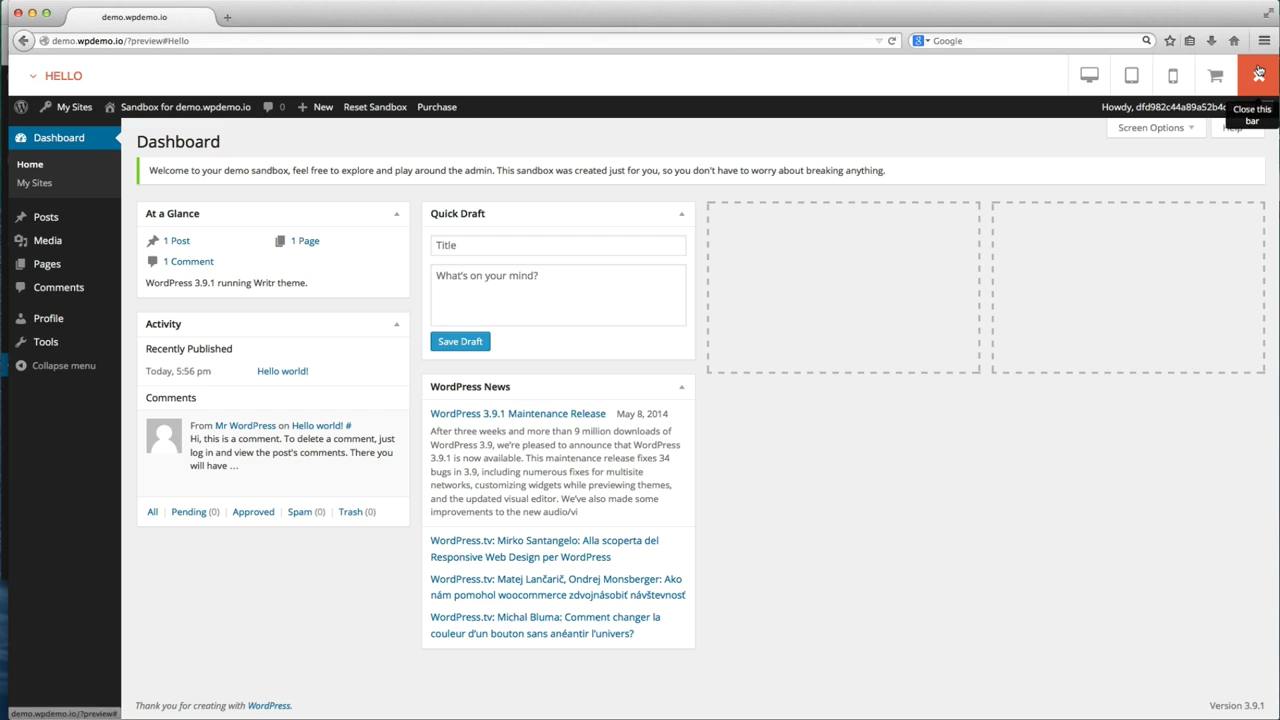 demo.wpdemo.io
demo.wpdemo.io/?preview#Hello
Google
HELLO
Close this
bar
My Sites
Sandbox for demo.wpdemo.io
0
New
Reset Sandbox
Purchase
Howdy,
Dashboard
Home
My Sites
Posts
Media
Pages
Comments
Profile
Tools
Collapse menu
Screen Options
Help
Dashboard
Welcome to your demo sandbox, feel free to explore and play around the admin. This sandbox was created just for you, so you don't have to worry about breaking anything.
At a Glance
1 Post
1 Page
1 Comment
WordPress 3.9.1 running Writr theme.
Activity
Recently Published
Today, 5:56 pm
Hello world!
Comments
From Mr WordPress on Hello world! #
Hi, this is a comment. To delete a comment, just
log in and view the post's comments. There you
will have ...
All | Pending (0) | Approved | Spam (0) | Trash (0)
Quick Draft
Title
What's on your mind?
Save Draft
WordPress News
WordPress 3.9.1 Maintenance Release May 8, 2014
After three weeks and more than 9 million downloads of
WordPress 3.9, we're pleased to announce that WordPress
3.9.1 is now available. This maintenance release fixes 34
bugs in 3.9, including numerous fixes for multisite
networks, customizing widgets while previewing themes,
and the updated visual editor. We've also made some
improvements to the new audio/vi
WordPress.tv: Mirko Santangelo: Alla scoperta del
Responsive Web Design per WordPress
WordPress.tv: Matej Lančarič, Ondrej Monsberger: Ako
nám pomohol woocommerce zdvojnásobiť návštevnosť
WordPress.tv: Michal Bluma: Comment changer la
couleur d'un bouton sans anéantir l'univers?
Thank you for creating with WordPress.
Version 3.9.1
demo.wpdemo.io/?preview#